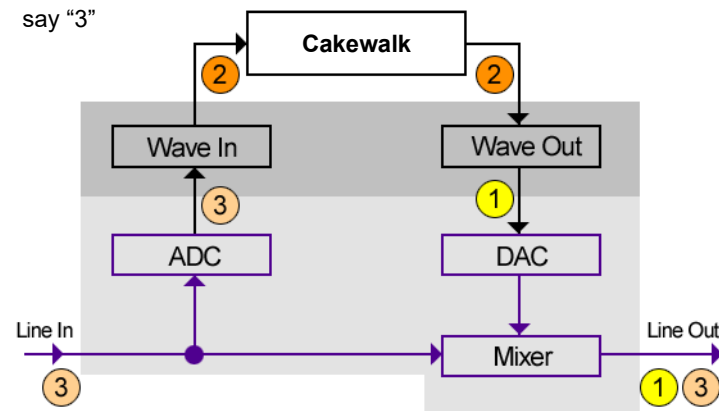 say “3”
Cakewalk
2
2
Wave In
Wave Out
3
1
ADC
DAC
Line In
Line Out
Mixer
3
1 3